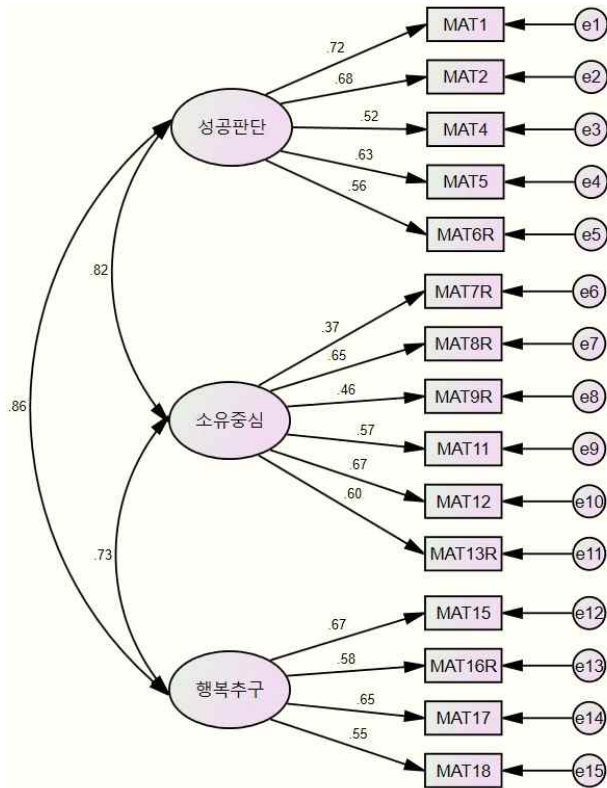 MAT1 e1
.72
MAT2 e2
.68
성공판단 .52 MAT4 e3
.63
MAT5 e4
.56
MAT6R e5
.82
MAT7R e6
.37
MAT8R e7
.65
.86
MAT9R e8
.46
소유중심 .57 MAT11 e9
.67
MAT12 e10
.60
MAT13R e11
.73
MAT15 e12
.67
MAT16R e13
.58
행복추구 .65 MAT17 e14
.55
MAT18 e15